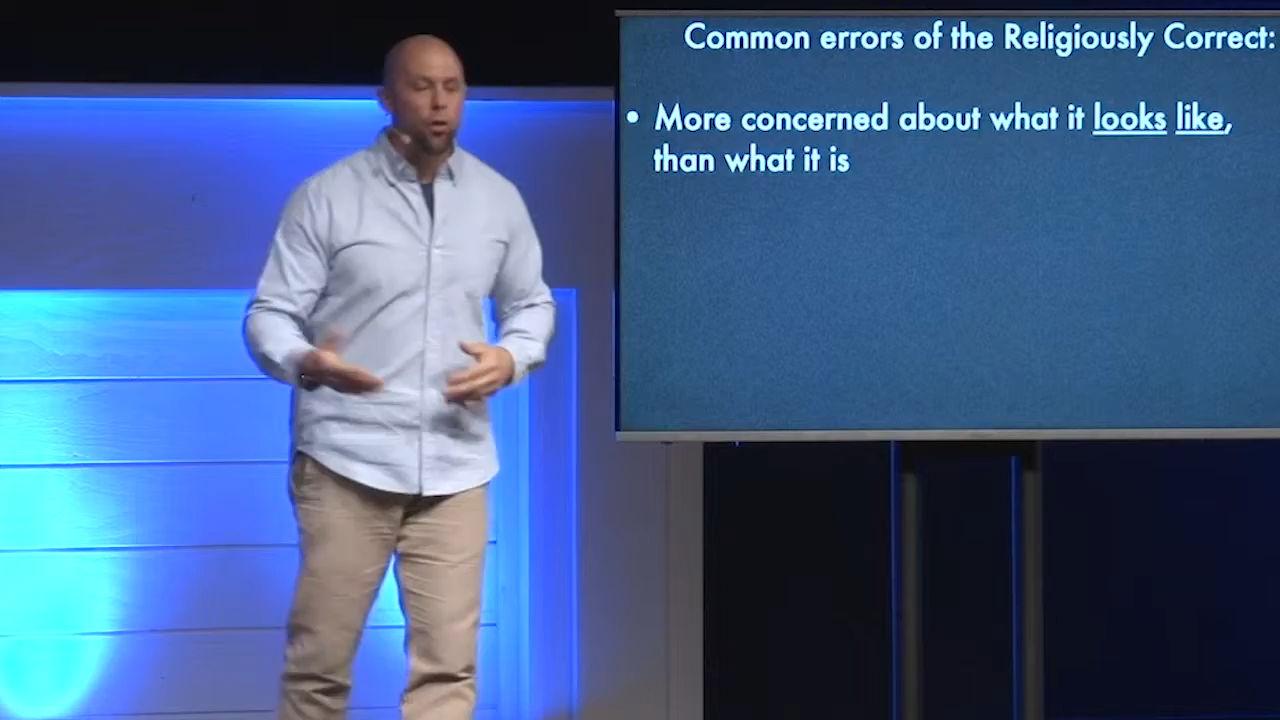 Common errors of the Religiously Correct:
• More concerned about what it looks like,
than what it is